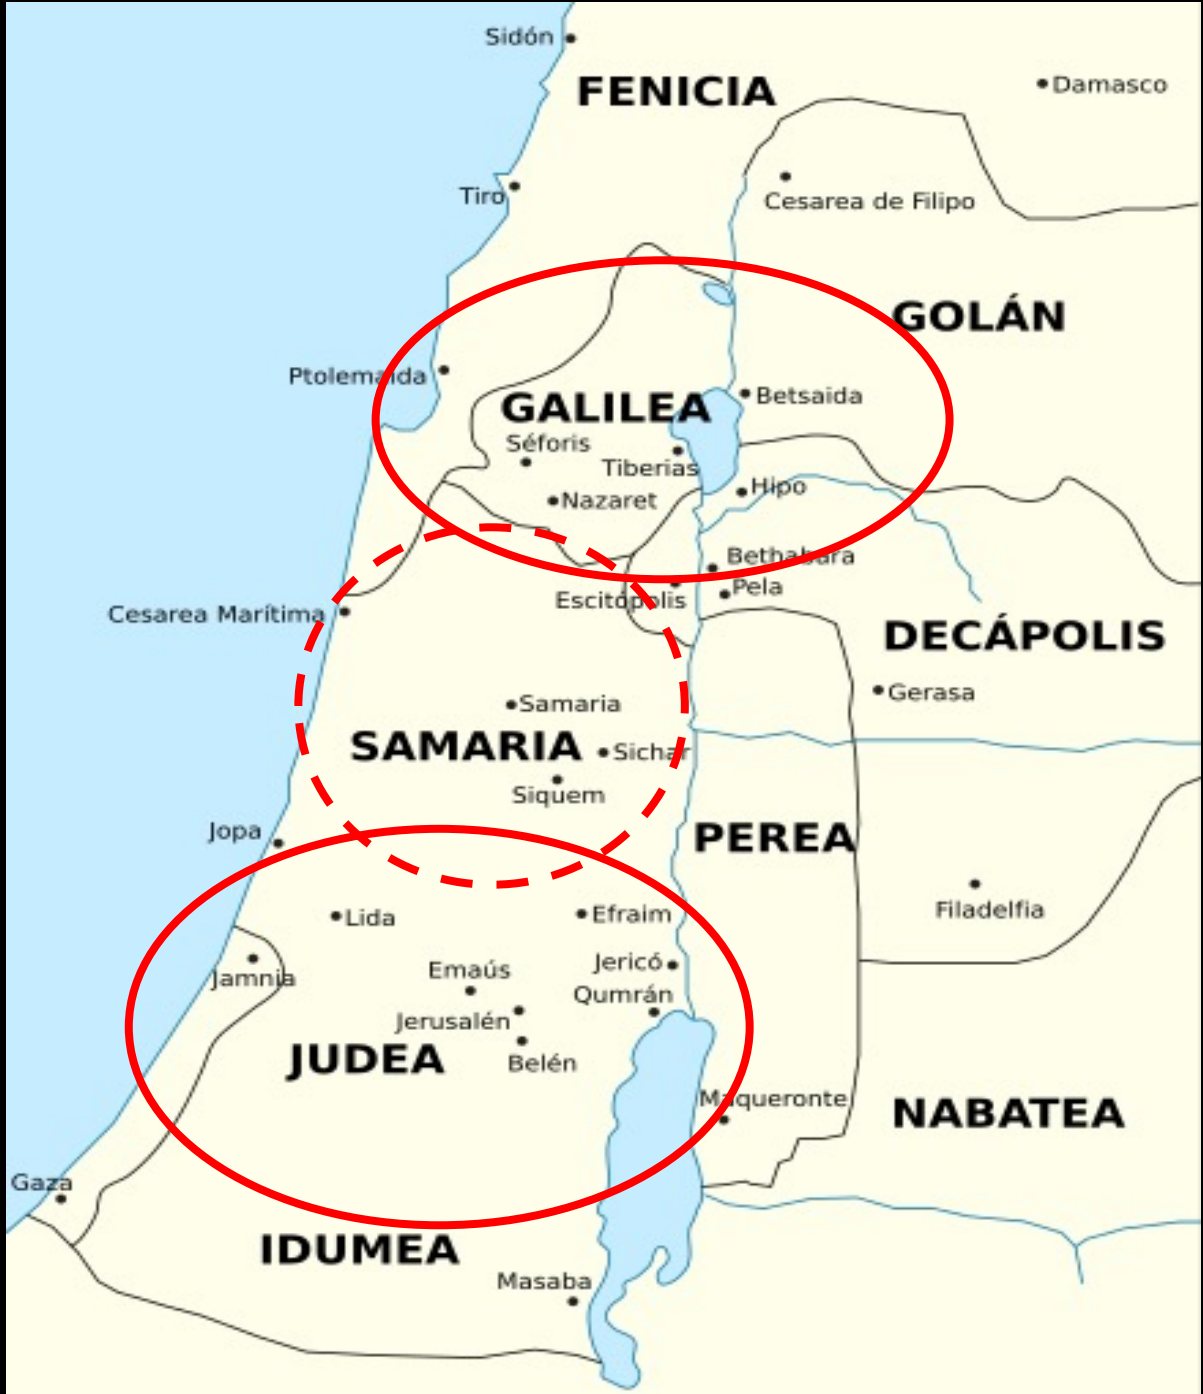 Sidón
FENICIA
Damasco
Tiro
Cesarea de Filipo
GOLÁN
Ptolemaida
Betsaida
GALILEA
Séforis
Tiberias
Hipo
Nazaret
Bethabara
Pela
Escitópolis
Cesarea Marítima
DECÁPOLIS
Gerasa
Samaria
SAMARIA
Sichar
Siquem
Jopa
PEREA
Filadelfia
Lida
Efraim
Jericó
Emaús
Jamnia
Qumrán
Jerusalén
JUDEA
Belén
Maqueronte
NABATEA
Gaza
IDUMEA
Masaba